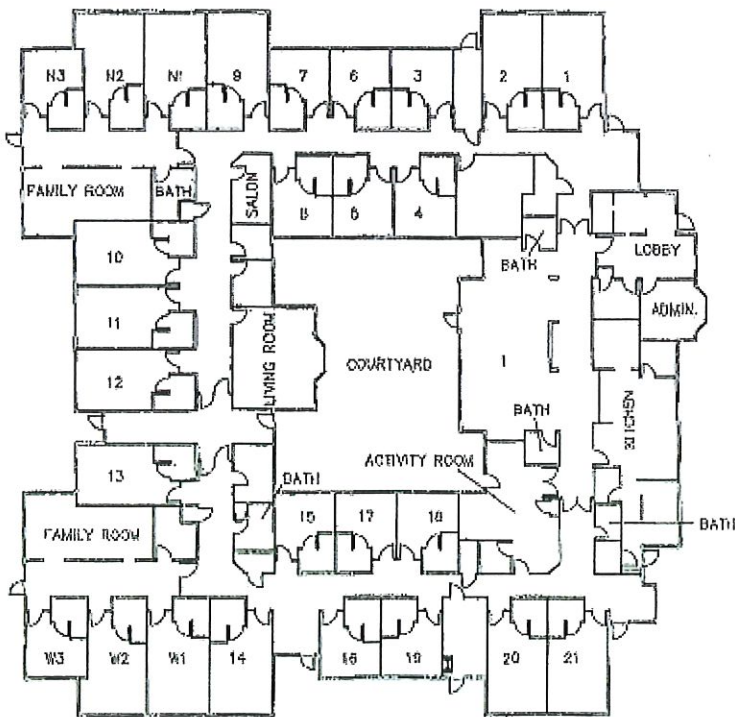 N3 N2 N1 9 7 6 3 2 1
FAMILY ROOM BATH SALON 8 5 4
BATH
LOBBY
10
ADMIN.
11
LIVING ROOM
COURTYARD
12
BATH
KITCHEN
ACTIVITY ROOM
13
BATH
15 17 18
BATH
FAMILY ROOM
W3 W2 W1 14 16 19 20 21